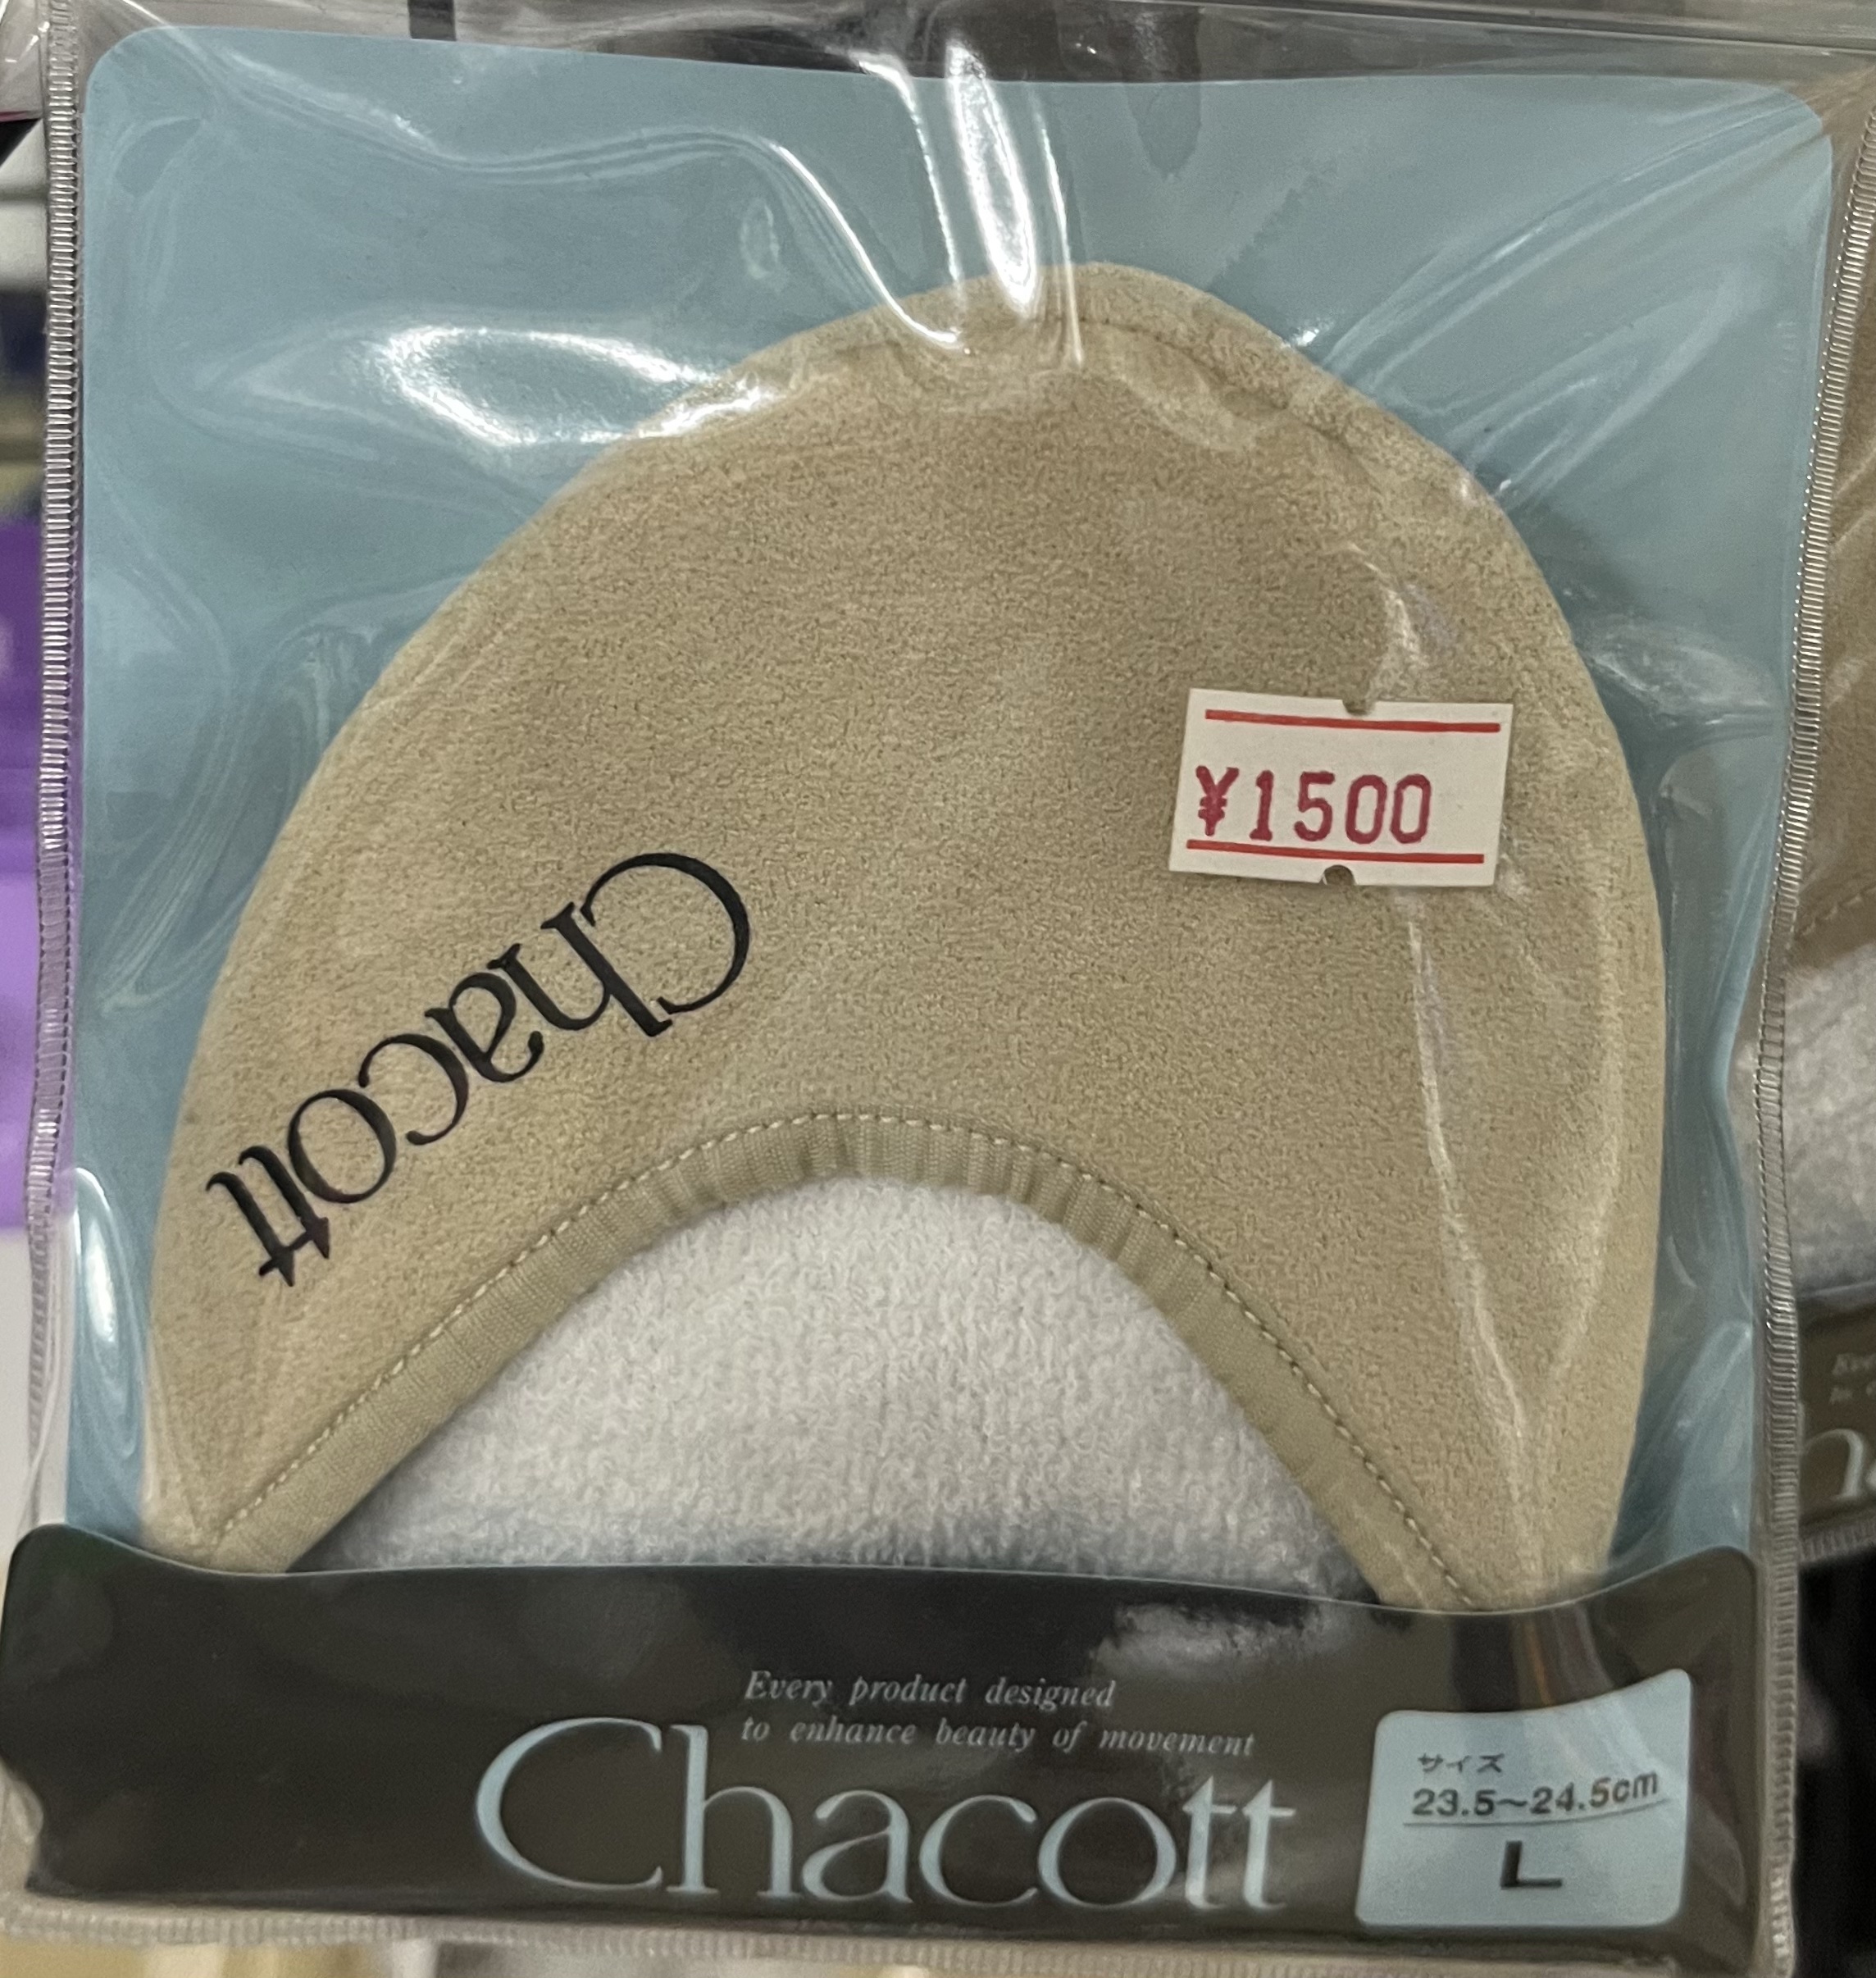 ¥1500
Chacott
Every product designed
to enhance beauty of movement
Chacott
サイズ
23.5~24.5cm
L